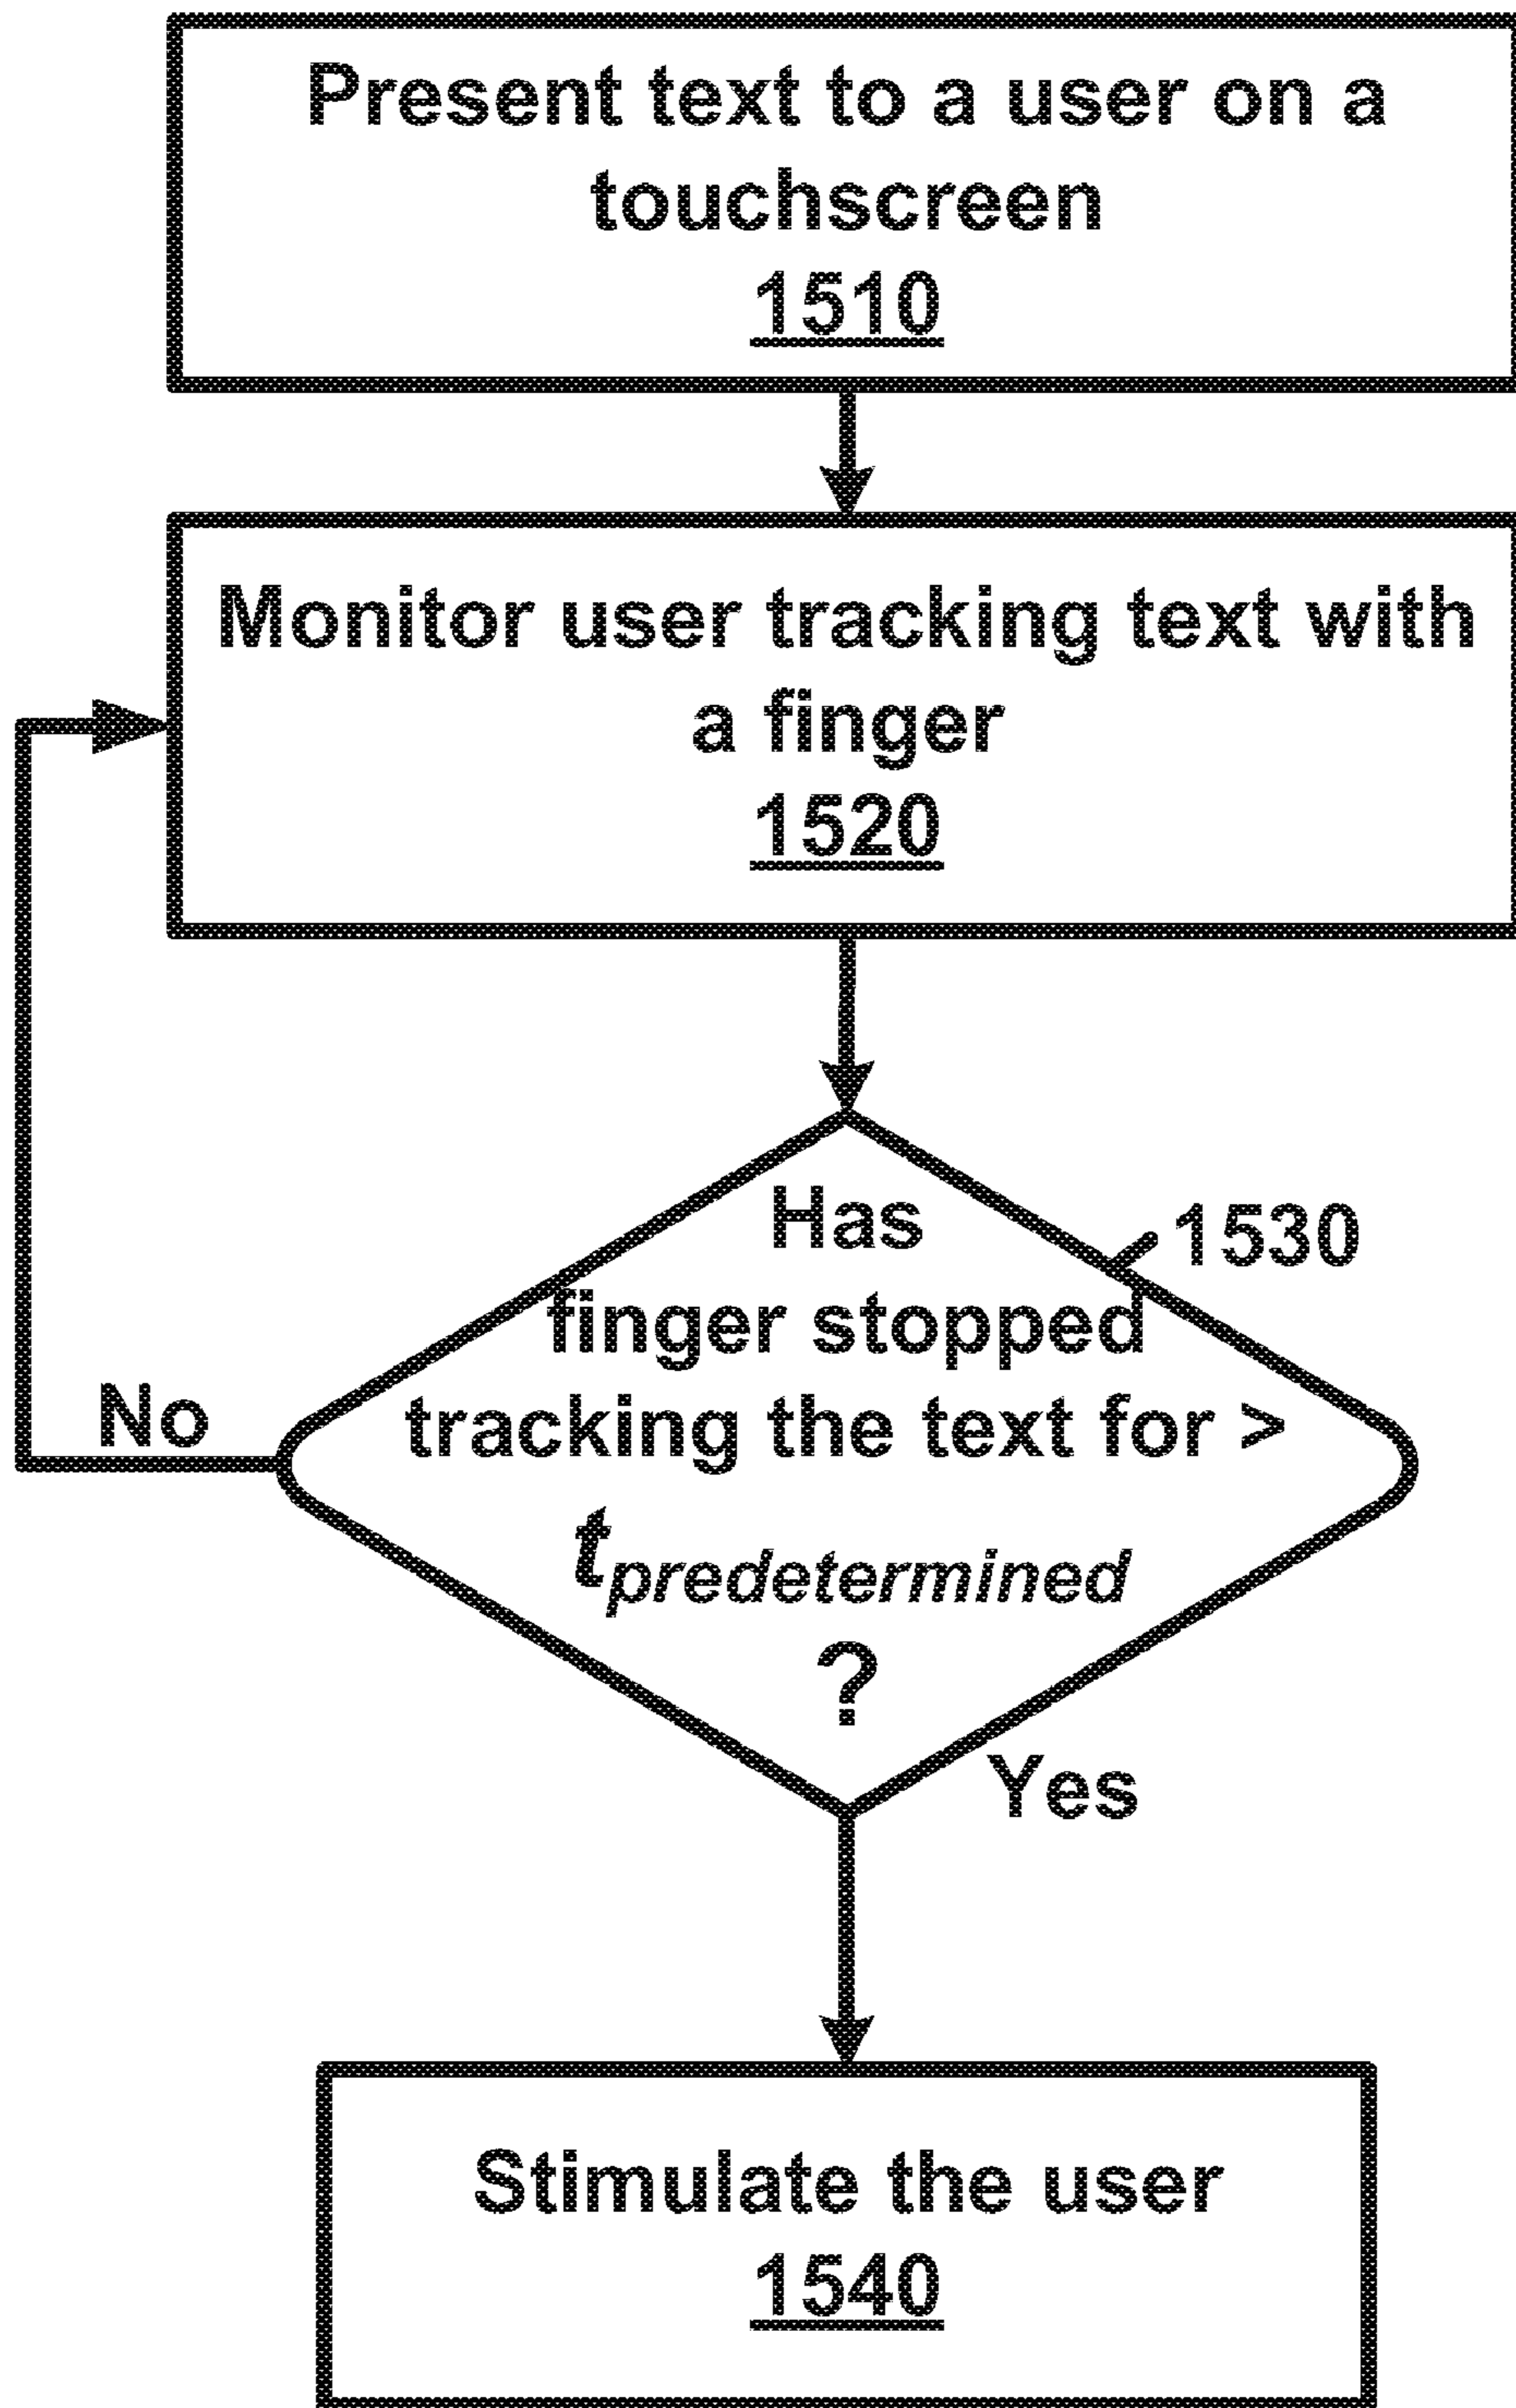 Present text to a user on a
touchscreen
1510
Monitor user tracking text with
a finger
1520
Has
1530
finger stopped
tracking the text for >
tpredetermined
?
No
Yes
Stimulate the user
1540